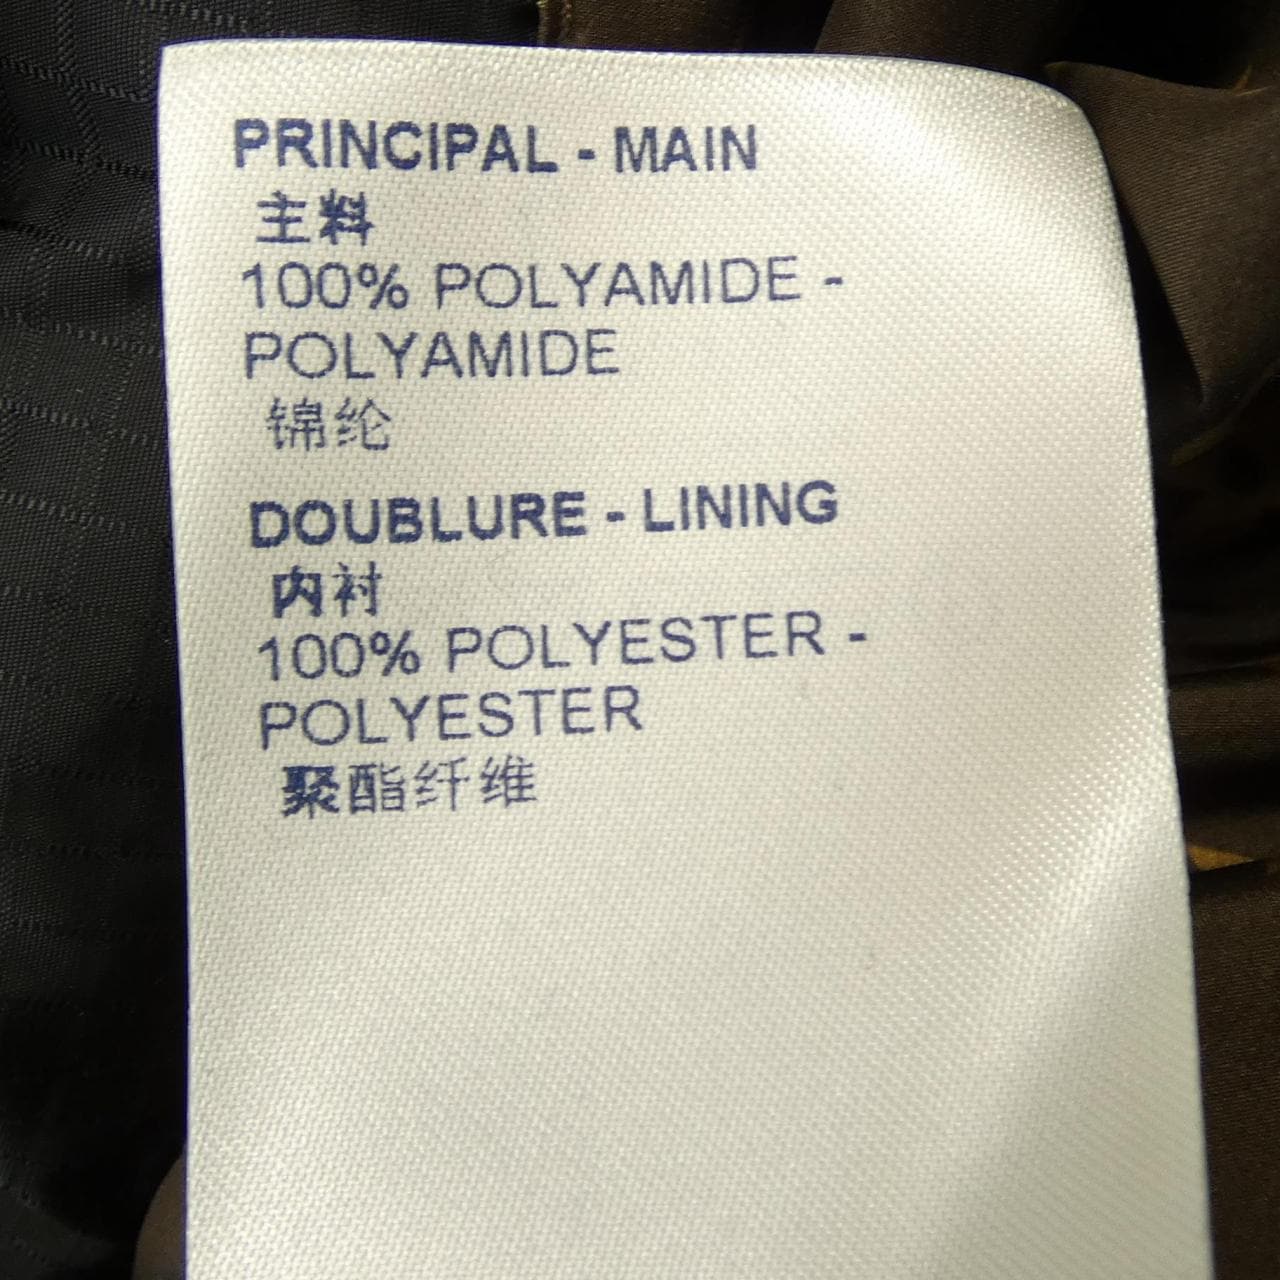 PRINCIPAL - MAIN
主料
100% POLYAMIDE -
POLYAMIDE
锦纶
DOUBLURE - LINING
内衬
100% POLYESTER -
POLYESTER
聚酯纤维